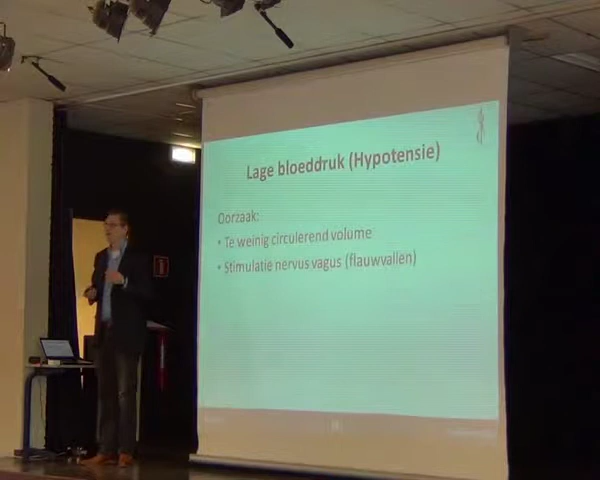 Lage bloeddruk (Hypotensie)
Oorzaak:
• Te weinig circulerend volume
• Stimulatie nervus vagus (flauwvallen)